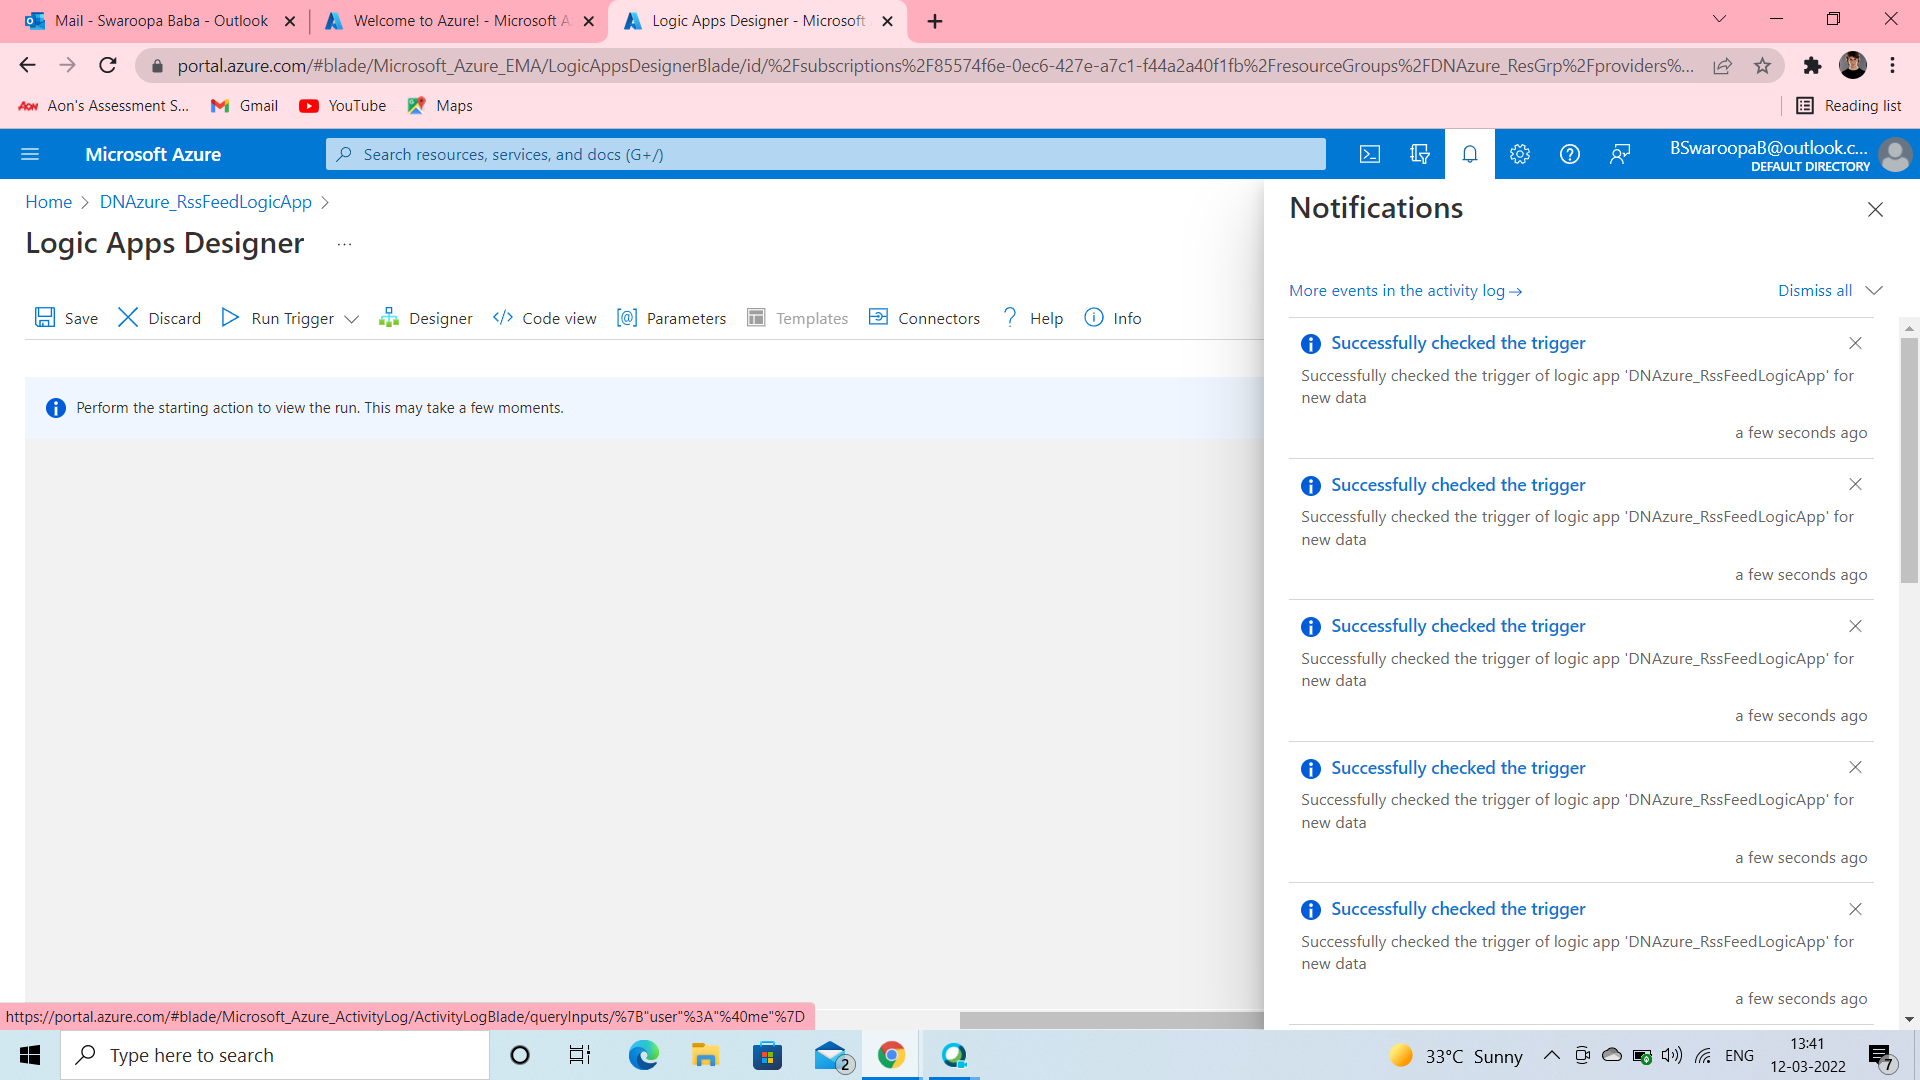 Mail - Swaroopa Baba - Outlook
Welcome to Azure! - Microsoft A
Logic Apps Designer - Microsoft
portal.azure.com/#blade/Microsoft_Azure_EMA/LogicAppsDesignerBlade/id/%2Fsubscriptions%2F85574f6e-0ec6-427e-a7c1-f44a2a40f1fb%2FresourceGroups%2FDNAzure_ResGrp%2Fproviders%...
Aon's Assessment S...
Gmail
YouTube
Maps
Reading list
Microsoft Azure
Search resources, services, and docs (G+/)
BSwaroopaB@outlook.c...
DEFAULT DIRECTORY
Home > DNAzure_RssFeedLogicApp >
Logic Apps Designer ...
Save
Discard
Run Trigger
Designer
Code view
Parameters
Templates
Connectors
Help
Info
Perform the starting action to view the run. This may take a few moments.
Notifications
More events in the activity log →
Dismiss all
Successfully checked the trigger
Successfully checked the trigger of logic app 'DNAzure_RssFeedLogicApp' for
new data
a few seconds ago
Successfully checked the trigger
Successfully checked the trigger of logic app 'DNAzure_RssFeedLogicApp' for
new data
a few seconds ago
Successfully checked the trigger
Successfully checked the trigger of logic app 'DNAzure_RssFeedLogicApp' for
new data
a few seconds ago
Successfully checked the trigger
Successfully checked the trigger of logic app 'DNAzure_RssFeedLogicApp' for
new data
a few seconds ago
Successfully checked the trigger
Successfully checked the trigger of logic app 'DNAzure_RssFeedLogicApp' for
new data
a few seconds ago
https://portal.azure.com/#blade/Microsoft_Azure_ActivityLog/ActivityLogBlade/queryInputs/%7B"user"%3A"%40me"%7D
Type here to search
2
33°C Sunny
ENG
13:41
12-03-2022
7